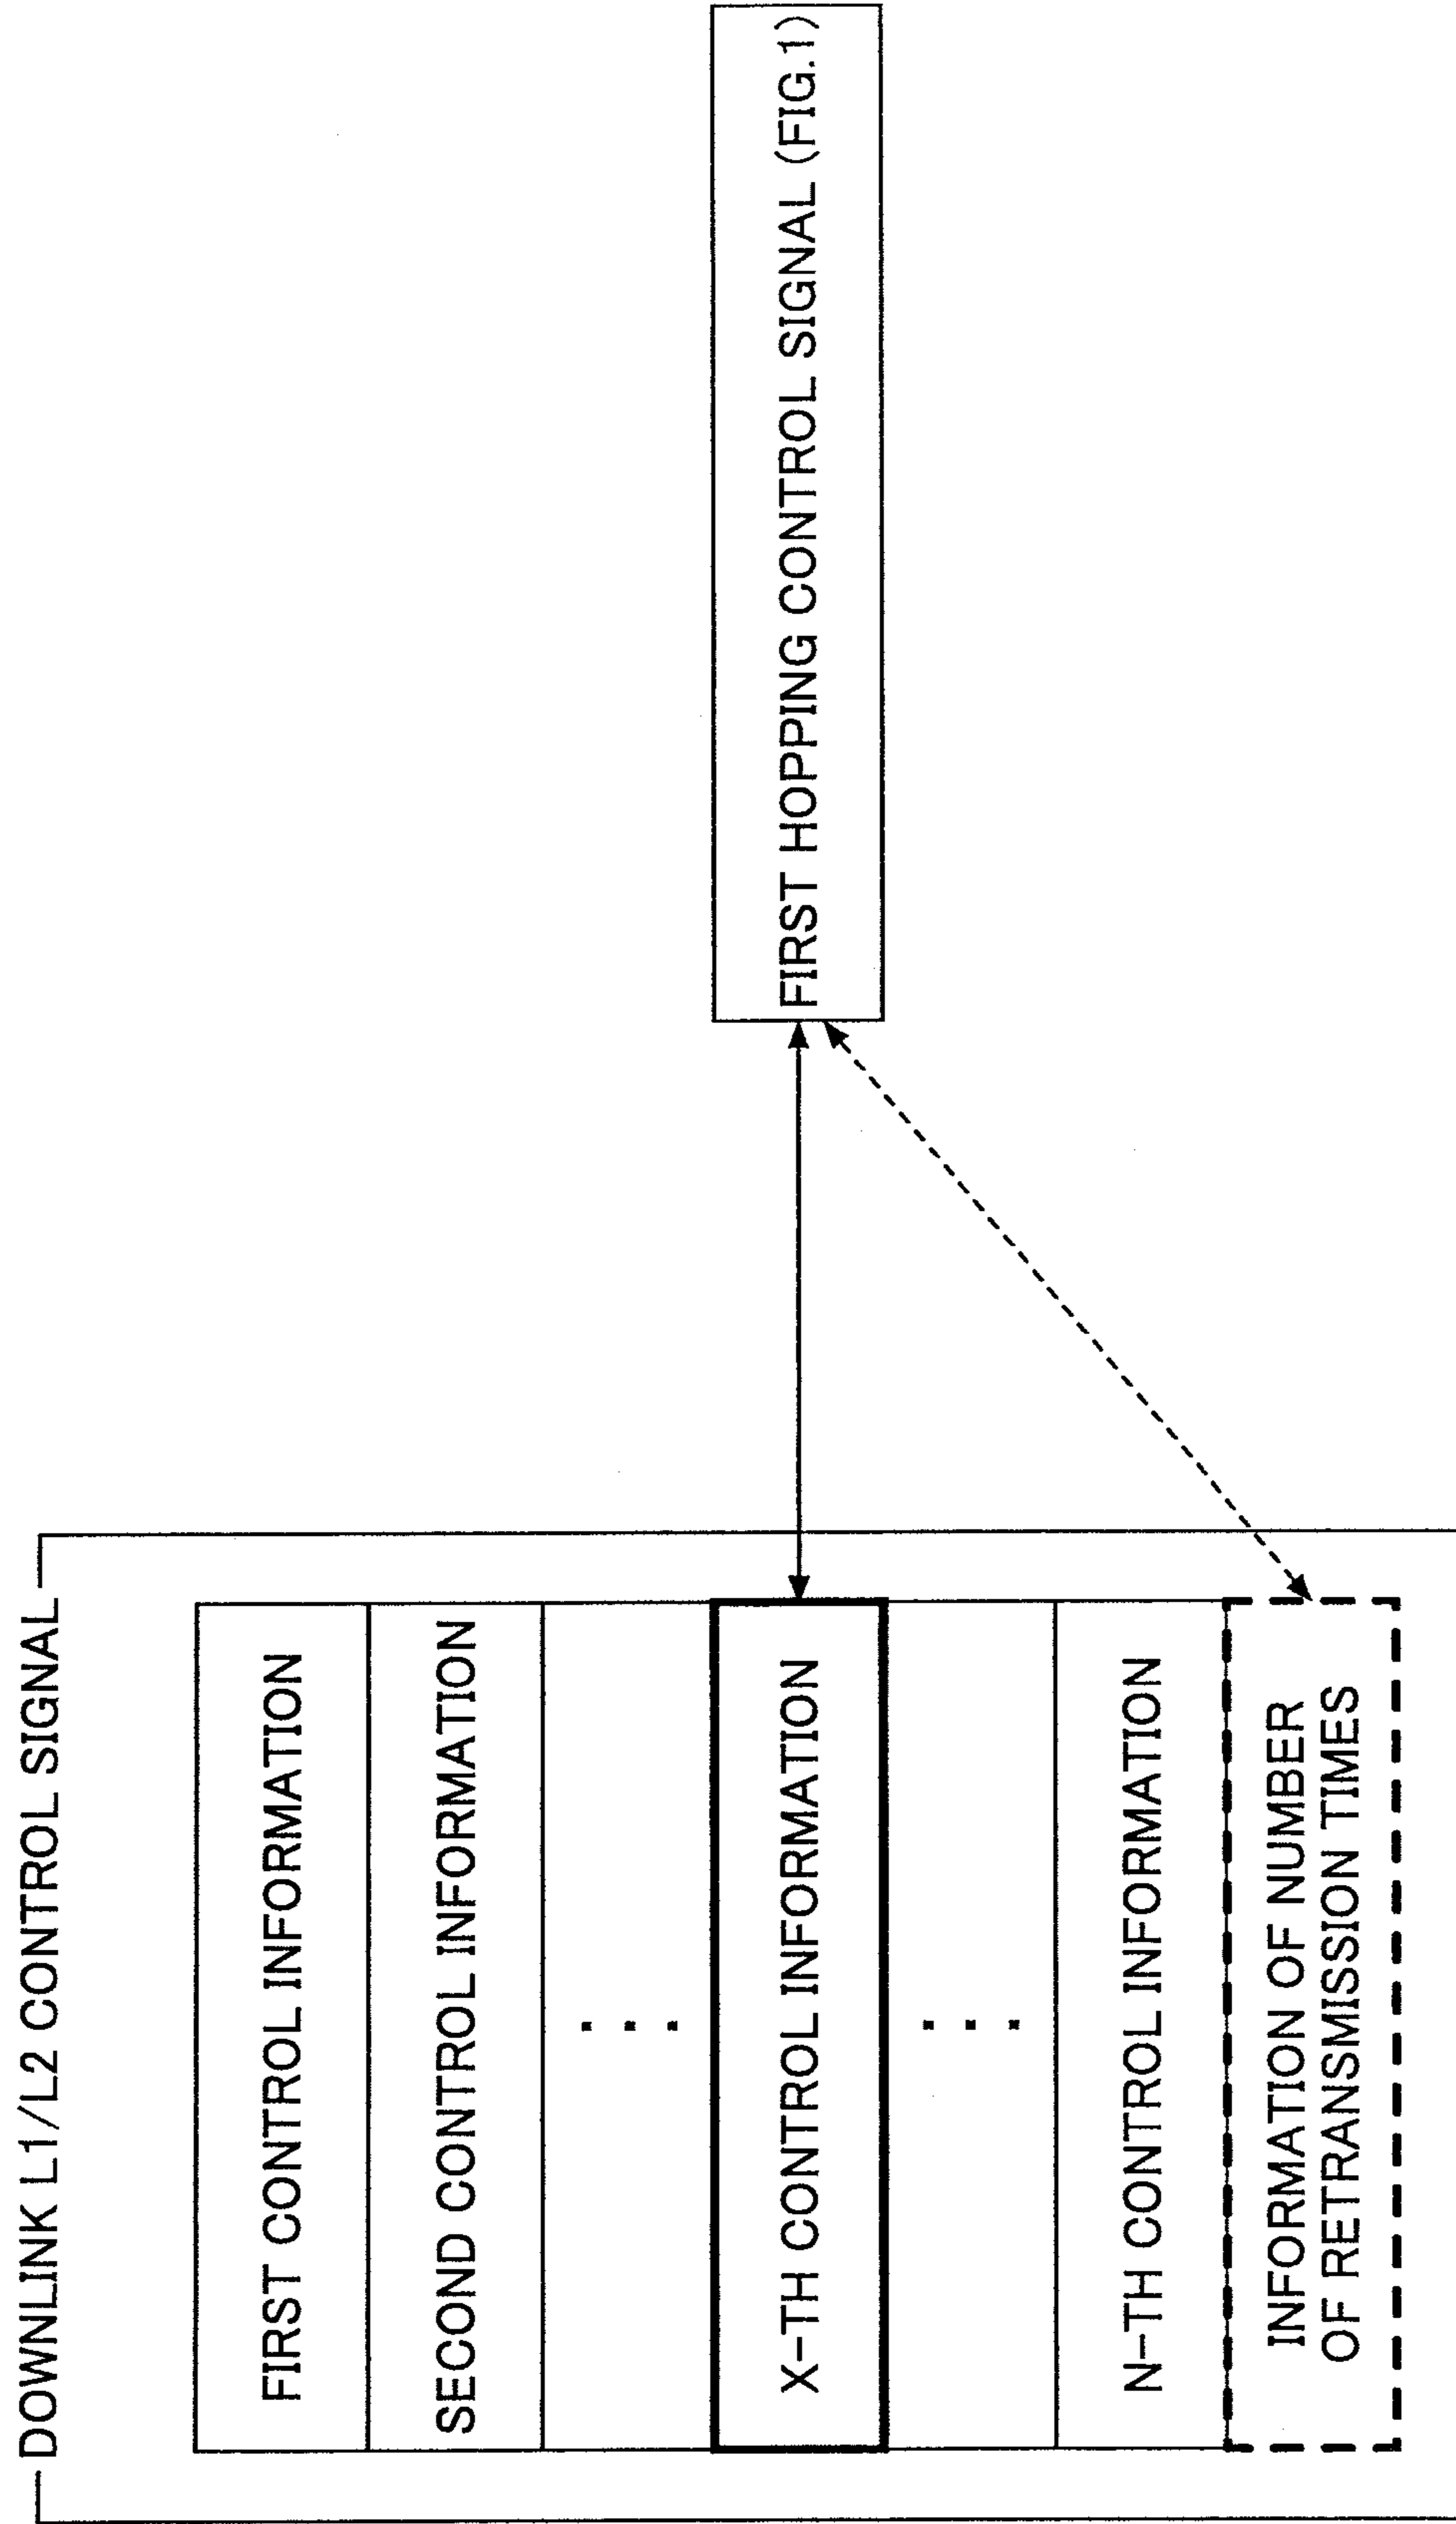 DOWNLINK L1/L2 CONTROL SIGNAL
FIRST CONTROL INFORMATION
SECOND CONTROL INFORMATION
X-TH CONTROL INFORMATION
N-TH CONTROL INFORMATION
INFORMATION OF NUMBER
OF RETRANSMISSION TIMES
FIRST HOPPING CONTROL SIGNAL (FIG.1)